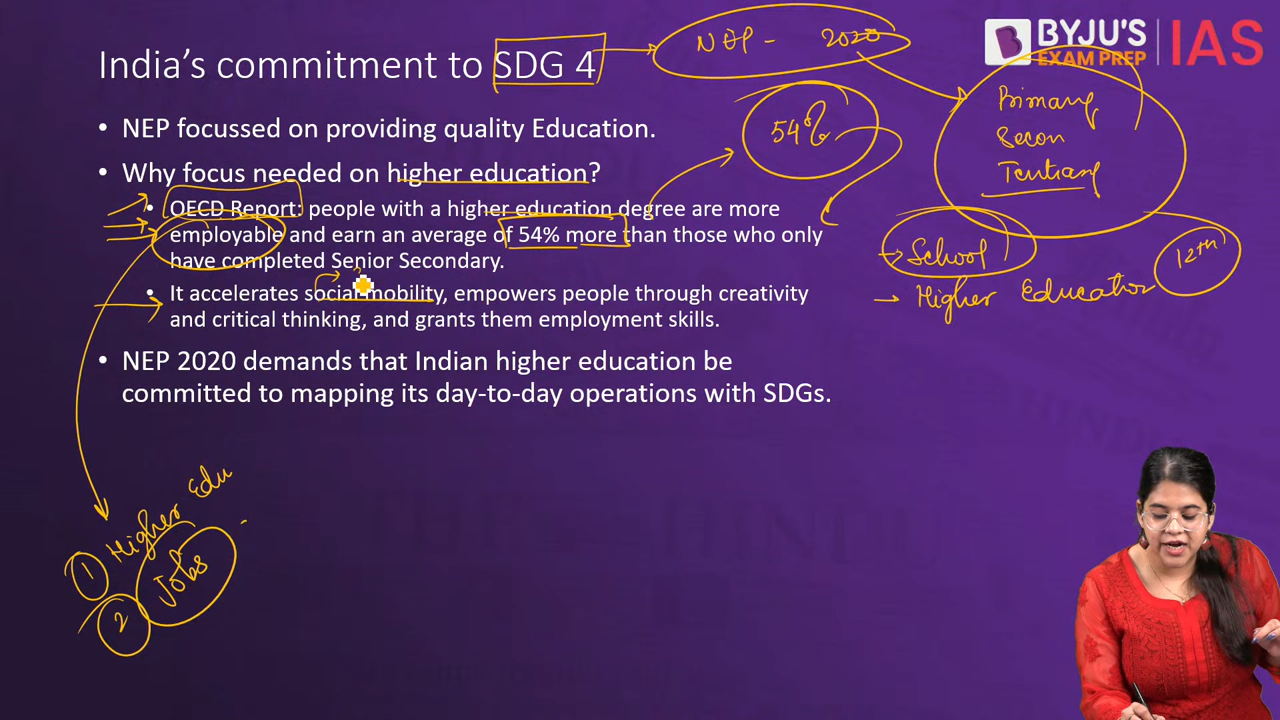 India's commitment to SDG 4
NEP - 2020
BYJU'S
EXAM PREP
IAS
• NEP focussed on providing quality Education.
• Why focus needed on higher education?
• OECD Report: people with a higher education degree are more
employable and earn an average of 54% more than those who only
have completed Senior Secondary.
• It accelerates social mobility, empowers people through creativity
and critical thinking, and grants them employment skills.
• NEP 2020 demands that Indian higher education be
committed to mapping its day-to-day operations with SDGs.
54%
Primary
Secon
Tertiary
→ School
→ Higher Education
12th
1 Higher Edu
2 Jobs